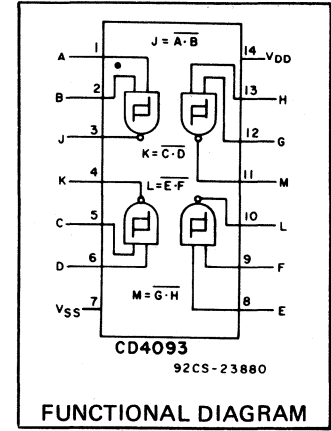 J = A·B
A 1
14 VDD
B 2
13 H
J 3
12 G
K = C·D
K 4
11 M
L = E·F
C 5
10 L
D 6
9 F
M = G·H
VSS 7
8 E
CD4093
92CS-23880
FUNCTIONAL DIAGRAM